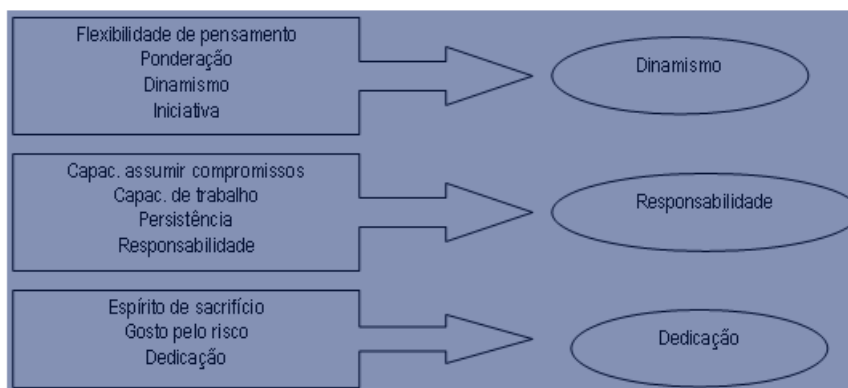 Flexibilidade de pensamento
Ponderação
Dinamismo
Iniciativa
Dinamismo
Capac. assumir compromissos
Capac. de trabalho
Persistência
Responsabilidade
Responsabilidade
Espírito de sacrifício
Gosto pelo risco
Dedicação
Dedicação